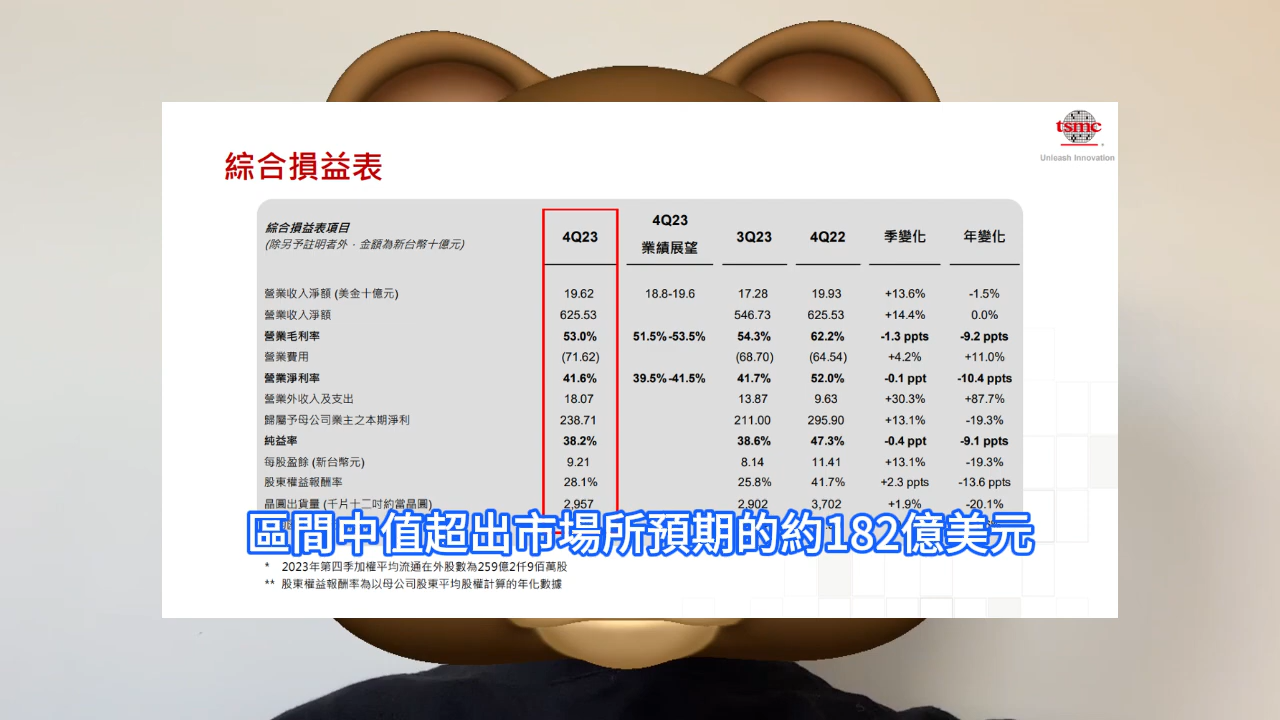 tsmc
Unleash Innovation
綜合損益表
綜合損益表項目
(除另予註明者外，金額為新台幣十億元)
4Q23
4Q23
業績展望
3Q23
4Q22
季變化
年變化
營業收入淨額 (美金十億元) 19.62 18.8-19.6 17.28 19.93 +13.6% -1.5%
營業收入淨額 625.53 546.73 625.53 +14.4% 0.0%
營業毛利率 53.0% 51.5%-53.5% 54.3% 62.2% -1.3 ppts -9.2 ppts
營業費用 (71.62) (68.70) (64.54) +4.2% +11.0%
營業淨利率 41.6% 39.5%-41.5% 41.7% 52.0% -0.1 ppt -10.4 ppts
營業外收入及支出 18.07 13.87 9.63 +30.3% +87.7%
歸屬予母公司業主之本期淨利 238.71 211.00 295.90 +13.1% -19.3%
純益率 38.2% 38.6% 47.3% -0.4 ppt -9.1 ppts
每股盈餘 (新台幣元) 9.21 8.14 11.41 +13.1% -19.3%
股東權益報酬率 28.1% 25.8% 41.7% +2.3 ppts -13.6 ppts
晶圓出貨量 (千片十二吋約當晶圓) 2,957 2,902 3,702 +1.9% -20.1%
區間中值超出市場所預期的約182億美元
* 2023年第四季加權平均流通在外股數為259億2仟9佰萬股
** 股東權益報酬率為以母公司股東平均股權計算的年化數據